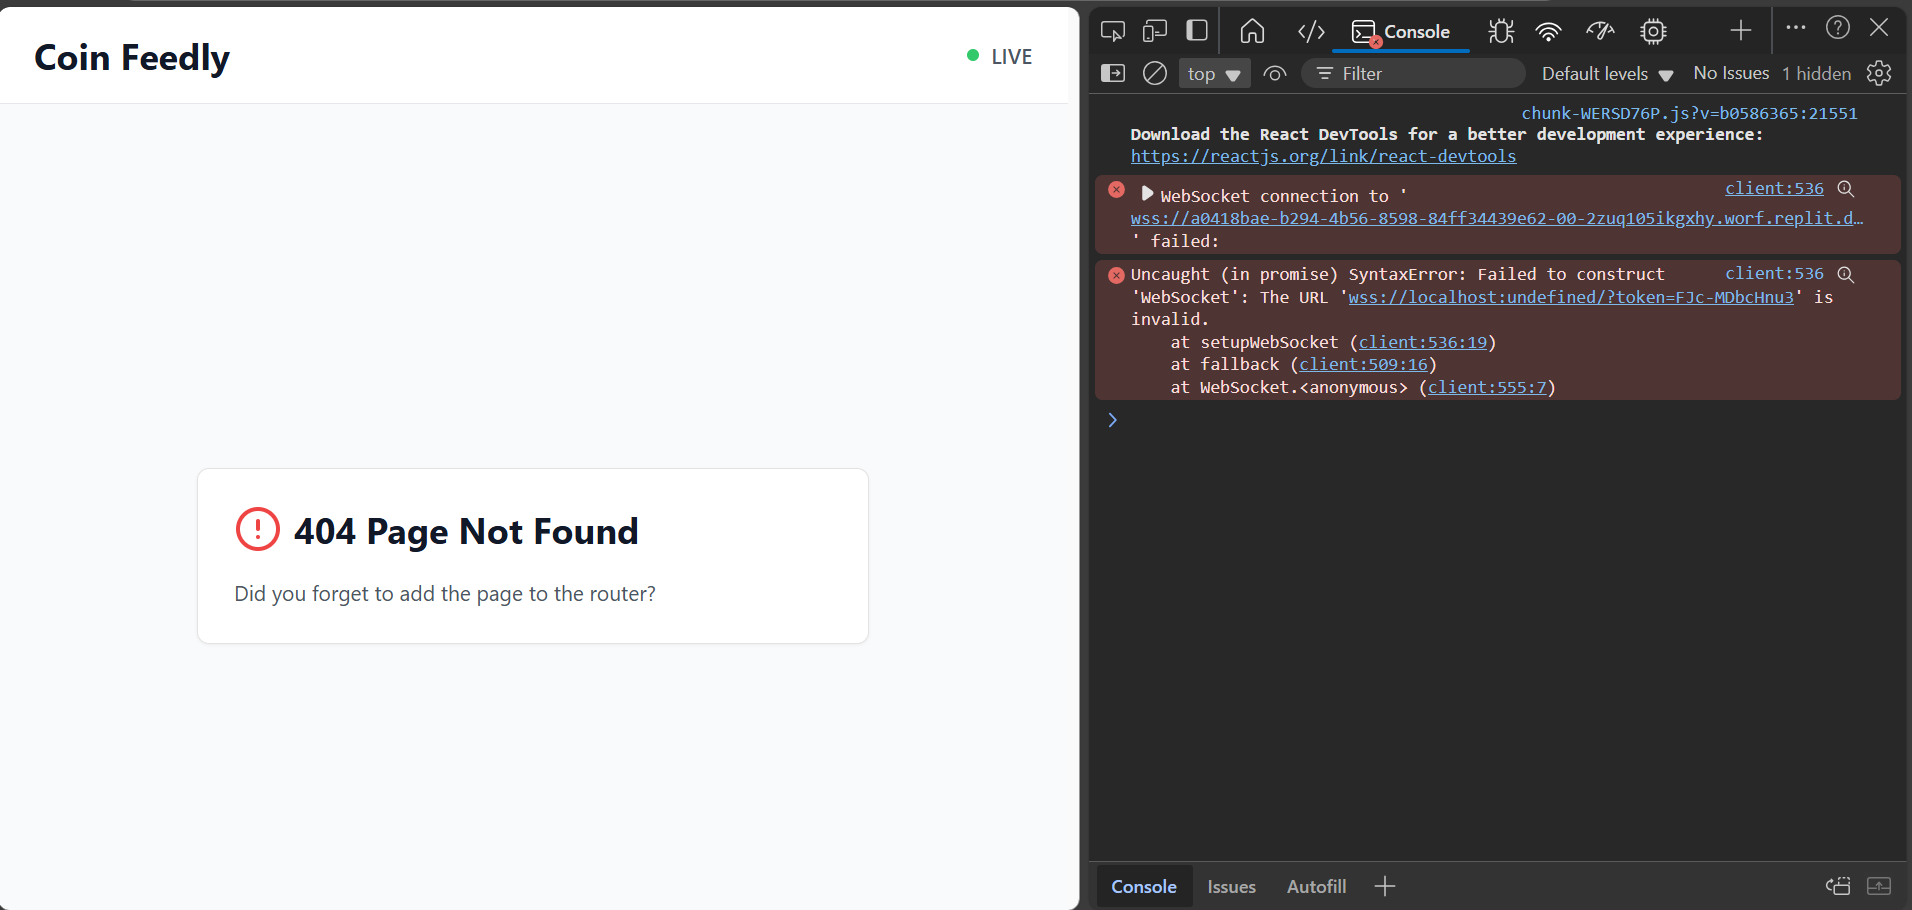 Coin Feedly
LIVE
404 Page Not Found
Did you forget to add the page to the router?
Console
top
Filter
Default levels
No Issues
1 hidden
chunk-WERSD76P.js?v=b0586365:21551
Download the React DevTools for a better development experience:
https://reactjs.org/link/react-devtools
client:536
WebSocket connection to '
wss://a0418bae-b294-4b56-8598-84ff34439e62-00-2zuq105ikgxhy.worf.replit.d…
' failed:
client:536
Uncaught (in promise) SyntaxError: Failed to construct
'WebSocket': The URL 'wss://localhost:undefined/?token=FJc-MDbcHnu3' is
invalid.
at setupWebSocket (client:536:19)
at fallback (client:509:16)
at WebSocket.<anonymous> (client:555:7)
Console
Issues
Autofill